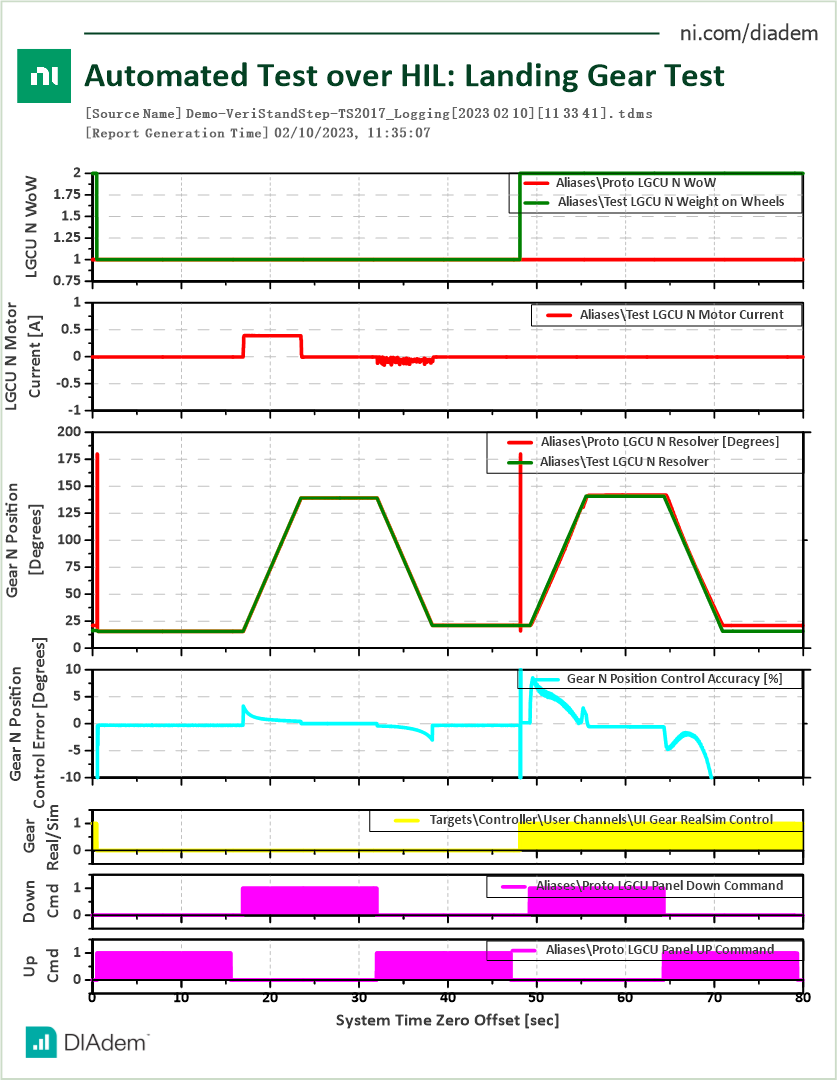 ni.com/diadem
ni
Automated Test over HIL: Landing Gear Test
[Source Name] Demo-VeriStandStep-TS2017_Logging[2023 02 10][11 33 41].tdms
[Report Generation Time] 02/10/2023, 11:35:07
LGCU N WoW
2
1.75
1.5
1.25
1
0.75
Aliases\Proto LGCU N WoW
Aliases\Test LGCU N Weight on Wheels
LGCU N Motor
Current [A]
1
0.5
0
-0.5
-1
Aliases\Test LGCU N Motor Current
Gear N Position
[Degrees]
200
175
150
125
100
75
50
25
0
Aliases\Proto LGCU N Resolver [Degrees]
Aliases\Test LGCU N Resolver
Gear N Position
Control Error [Degrees]
10
5
0
-5
-10
Gear N Position Control Accuracy [%]
Gear
Real/Sim
1
0
Targets\Controller\User Channels\UI Gear RealSim Control
Down
Cmd
1
0
Aliases\Proto LGCU Panel Down Command
Up
Cmd
1
0
Aliases\Proto LGCU Panel UP Command
0 10 20 30 40 50 60 70 80
System Time Zero Offset [sec]
DIAdem™